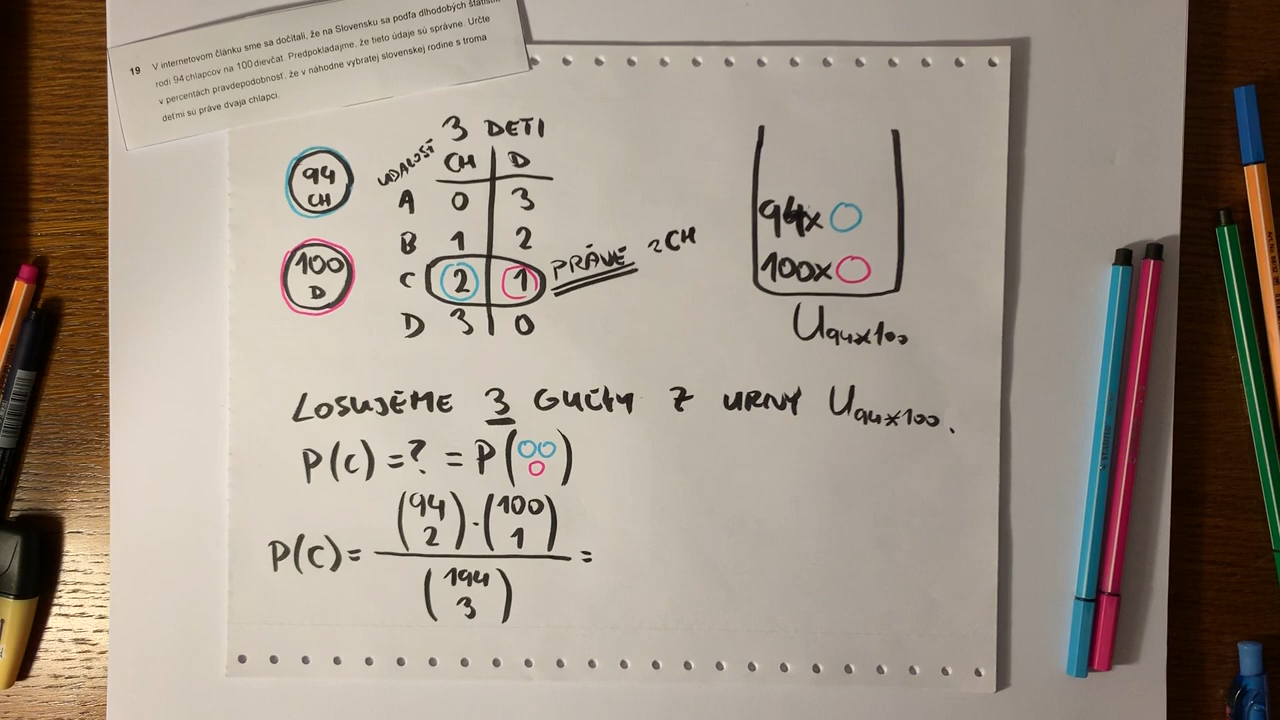 19 V internetovom článku sme sa dočítali, že na Slovensku sa podľa dlhodobých
rodí 94 chlapcov na 100 dievčat. Predpokladajme, že tieto údaje sú správne. Určte
v percentách pravdepodobnosť, že v náhodne vybratej slovenskej rodine s troma
deťmi sú práve dvaja chlapci.
3 DETI
UDALOSŤ CH D
94
CH
A 0 3
B 1 2
100
D
C 2 1 PRÁVĚ 2CH
D 3 0
94x
100x
U94x100
LOSUJEME 3 GUĽKY Z URNY U94x100.
P(C) = ? = P( )
P(C) = (94 2) · (100 1) / (194 3) =